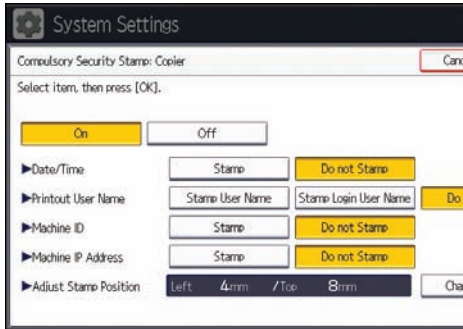 System Settings
Compulsory Security Stamp: Copier
Select item, then press [OK].
On Off
▶Date/Time Stamp Do not Stamp
▶Printout User Name Stamp User Name Stamp Login User Name Do
▶Machine ID Stamp Do not Stamp
▶Machine IP Address Stamp Do not Stamp
▶Adjust Stamp Position Left 4mm /Top 8mm